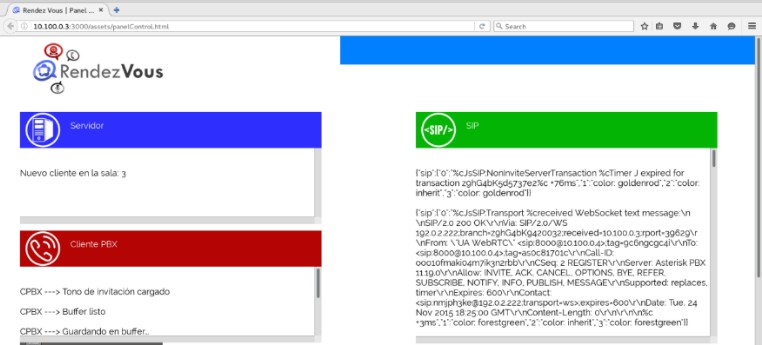 Rendez Vous | Panel ...
10.100.0.3:3000/assets/panelControl.html
Search
RendezVous
Servidor
Nuevo cliente en la sala: 3
Cliente PBX
CPBX ---> Tono de invitación cargado
CPBX ---> Buffer listo
CPBX ---> Guardando en buffer...
<SIP/>
SIP
{"sip":{"0":"%cJsSIP:NonInviteServerTransaction %cTimer J expired for
transaction z9hG4bK5d5737e2%c +76ms","1":"color: goldenrod","2":"color:
inherit","3":"color: goldenrod"}}
{"sip":{"0":"%cJsSIP:Transport %creceived WebSocket text message:\n
\nSIP/2.0 200 OK\r\nVia: SIP/2.0/WS
192.0.2.222;branch=z9hG4bK9420032;received=10.100.0.3;rport=39629\r
\nFrom: \"UA WebRTC\" <sip:8000@10.100.0.4>;tag=9c6ngcgc4i\r\nTo:
<sip:8000@10.100.0.4>;tag=as0c81701c\r\nCall-ID:
ooo10fmaki04m7ik3n2rbb\r\nCSeq: 2 REGISTER\r\nServer: Asterisk PBX
11.19.0\r\nAllow: INVITE, ACK, CANCEL, OPTIONS, BYE, REFER,
SUBSCRIBE, NOTIFY, INFO, PUBLISH, MESSAGE\r\nSupported: replaces,
timer\r\nExpires: 600\r\nContact:
<sip:nmjph3ke@192.0.2.222;transport=ws>;expires=600\r\nDate: Tue, 24
Nov 2015 18:25:00 GMT\r\nContent-Length: 0\r\n\r\n\n%c
+3ms","1":"color: forestgreen","2":"color: inherit","3":"color: forestgreen"}}